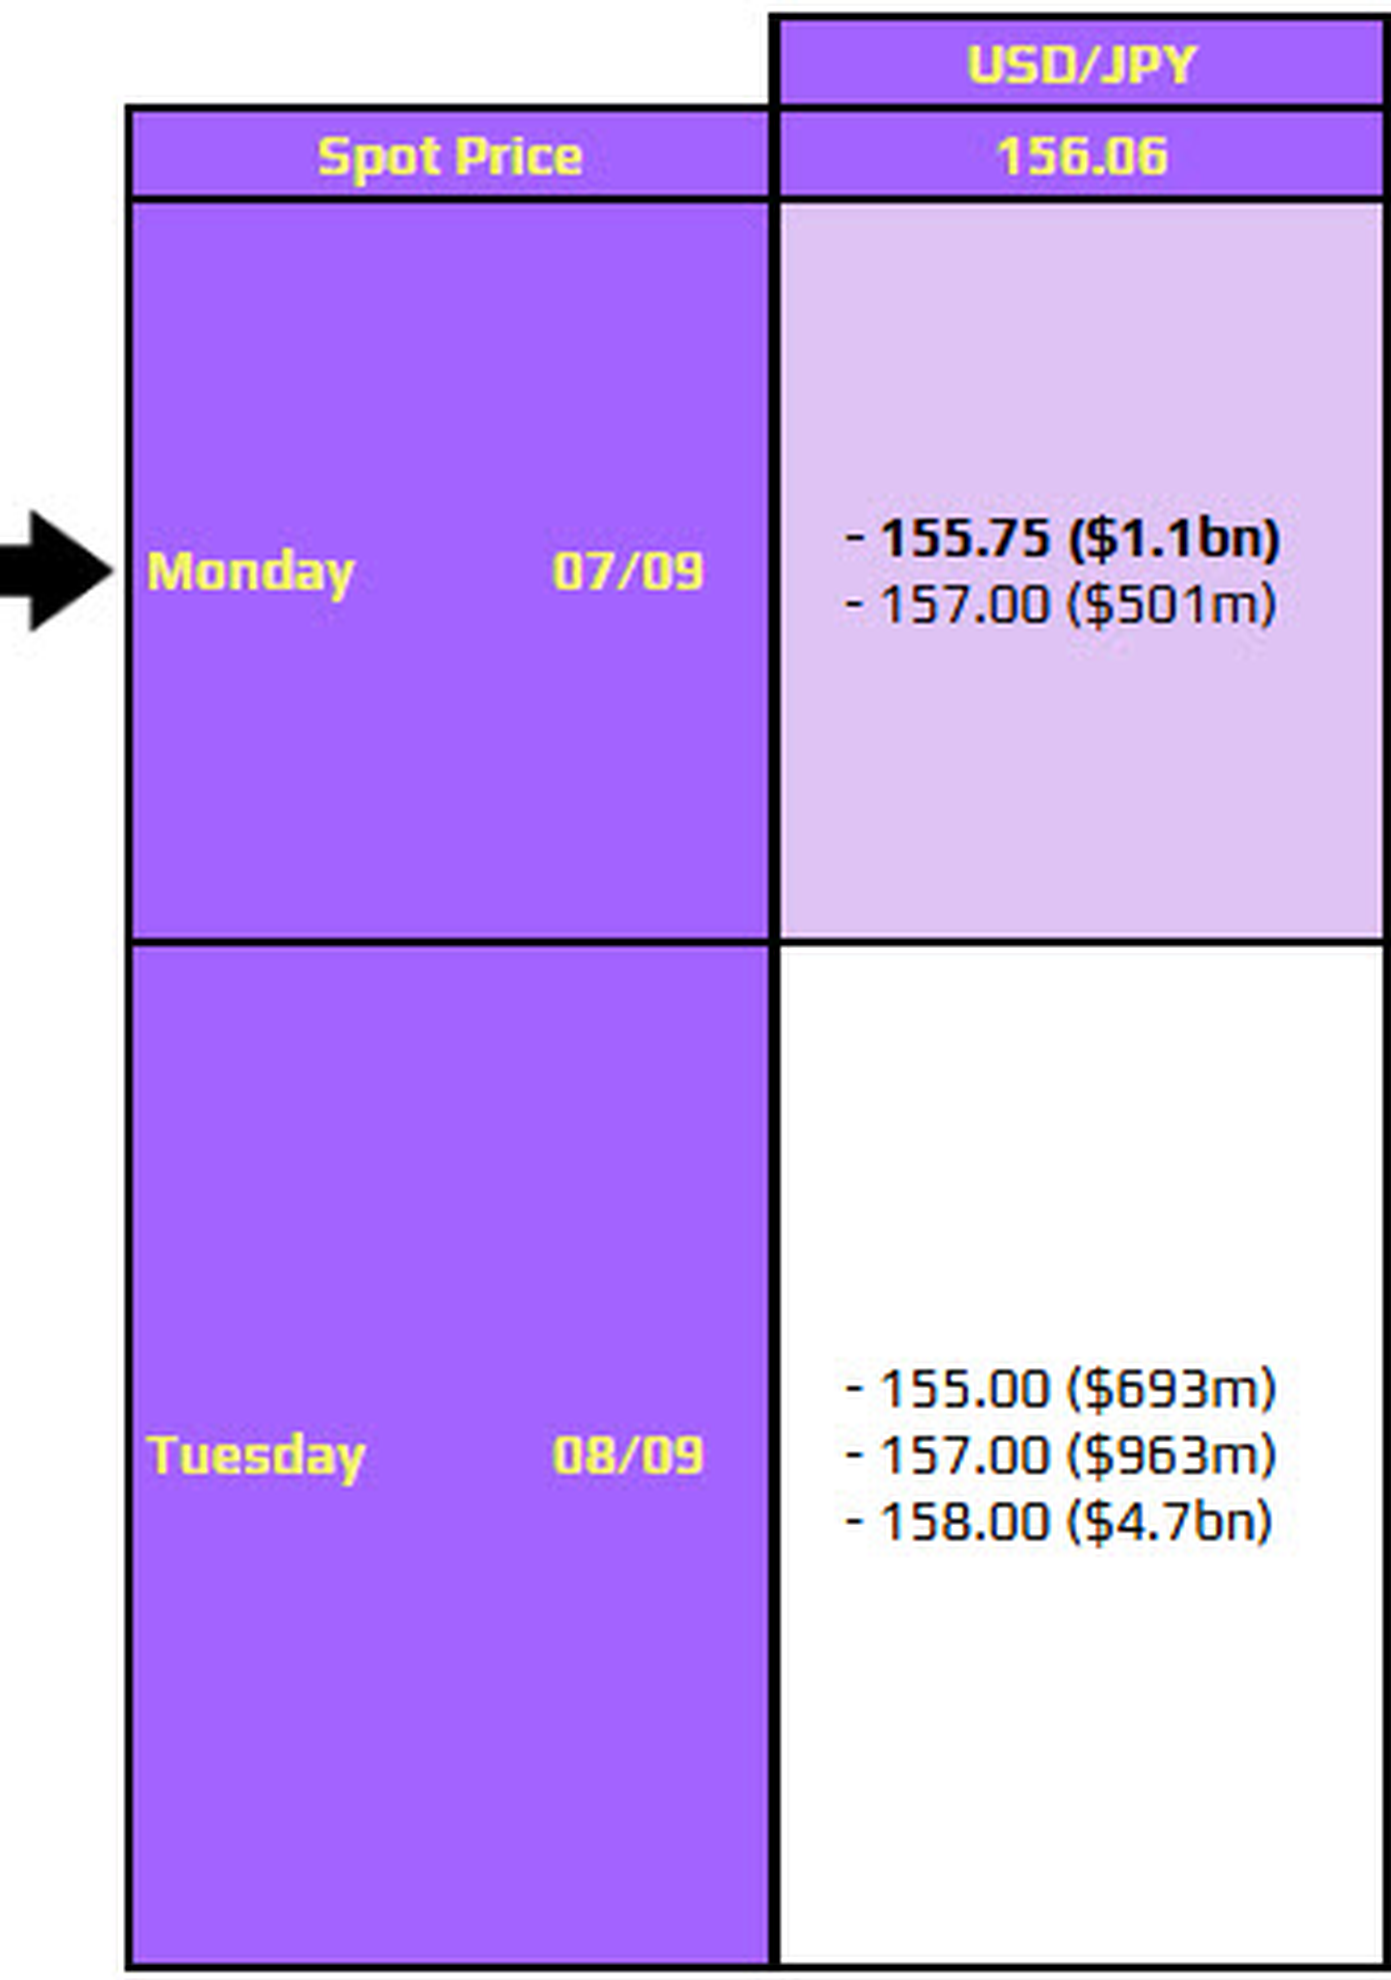 USD/JPY
Spot Price 156.06
Monday 07/09
- 155.75 ($1.1bn)
- 157.00 ($501m)
Tuesday 08/09
- 155.00 ($693m)
- 157.00 ($963m)
- 158.00 ($4.7bn)